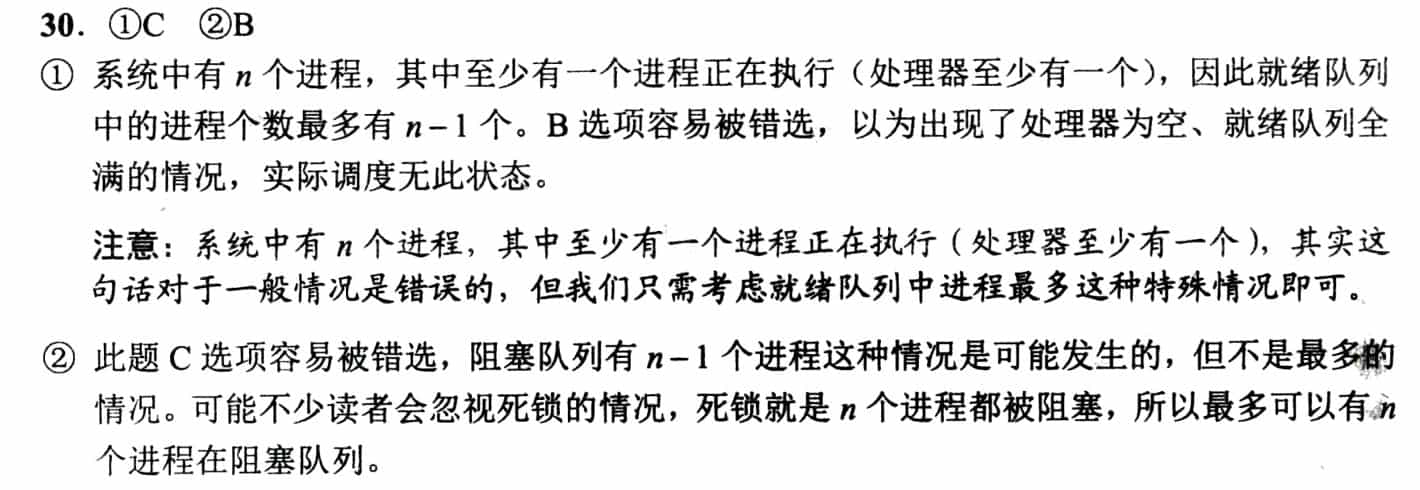 30. ①C ②B
① 系统中有 n 个进程，其中至少有一个进程正在执行（处理器至少有一个），因此就绪队列
中的进程个数最多有 n−1 个。B 选项容易被错选，以为出现了处理器为空、就绪队列全
满的情况，实际调度无此状态。
注意：系统中有 n 个进程，其中至少有一个进程正在执行（处理器至少有一个），其实这
句话对于一般情况是错误的，但我们只需考虑就绪队列中进程最多这种特殊情况即可。
② 此题 C 选项容易被错选，阻塞队列有 n−1 个进程这种情况是可能发生的，但不是最多的
情况。可能不少读者会忽视死锁的情况，死锁就是 n 个进程都被阻塞，所以最多可以有 n
个进程在阻塞队列。